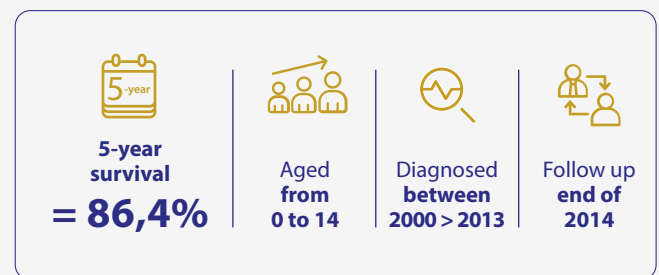 5-year
5-year
survival
= 86,4%
Aged
from
0 to 14
Diagnosed
between
2000 > 2013
Follow up
end of
2014